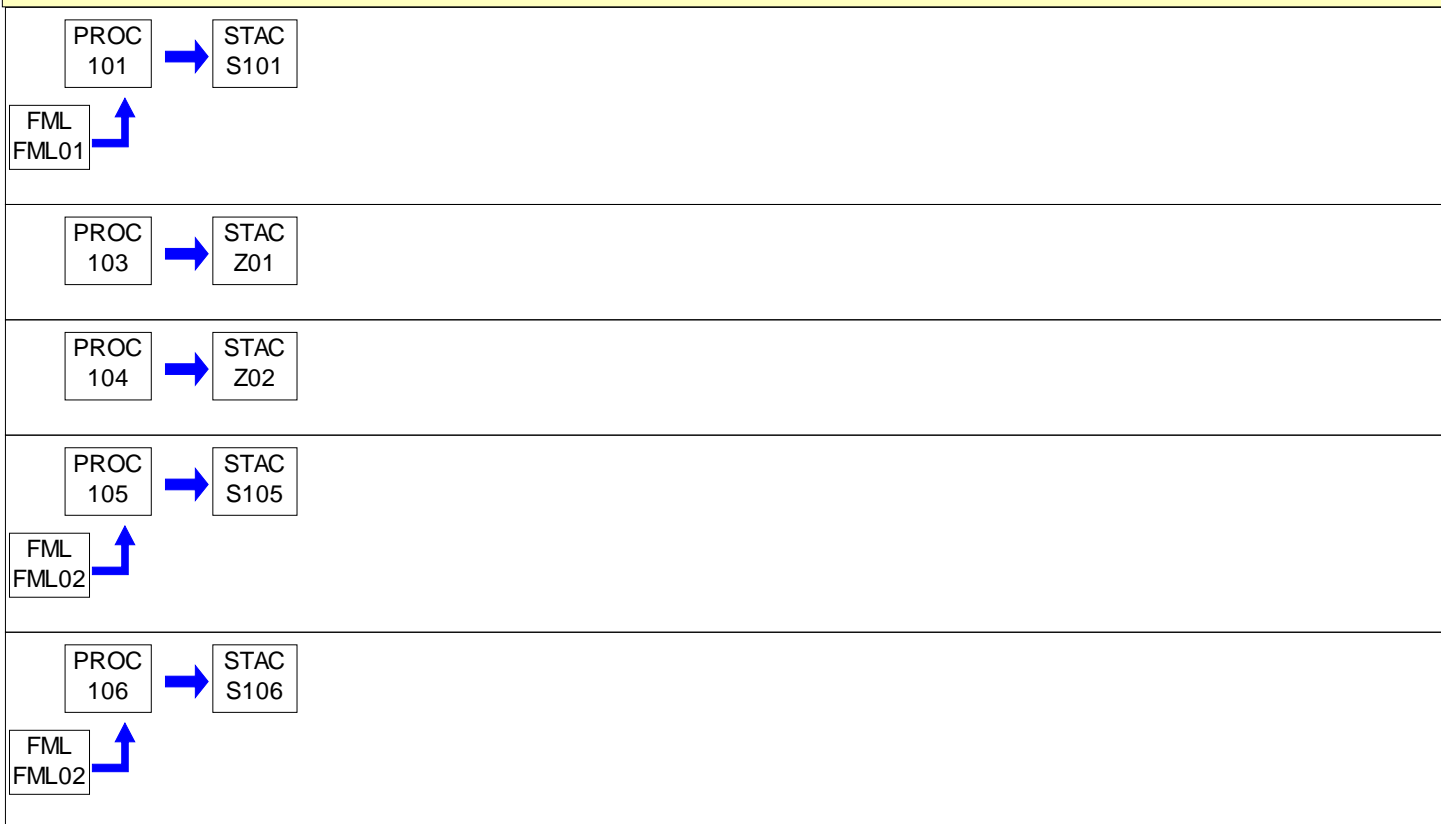 PROC
101
STAC
S101
FML
FML01
PROC
103
STAC
Z01
PROC
104
STAC
Z02
PROC
105
STAC
S105
FML
FML02
PROC
106
STAC
S106
FML
FML02